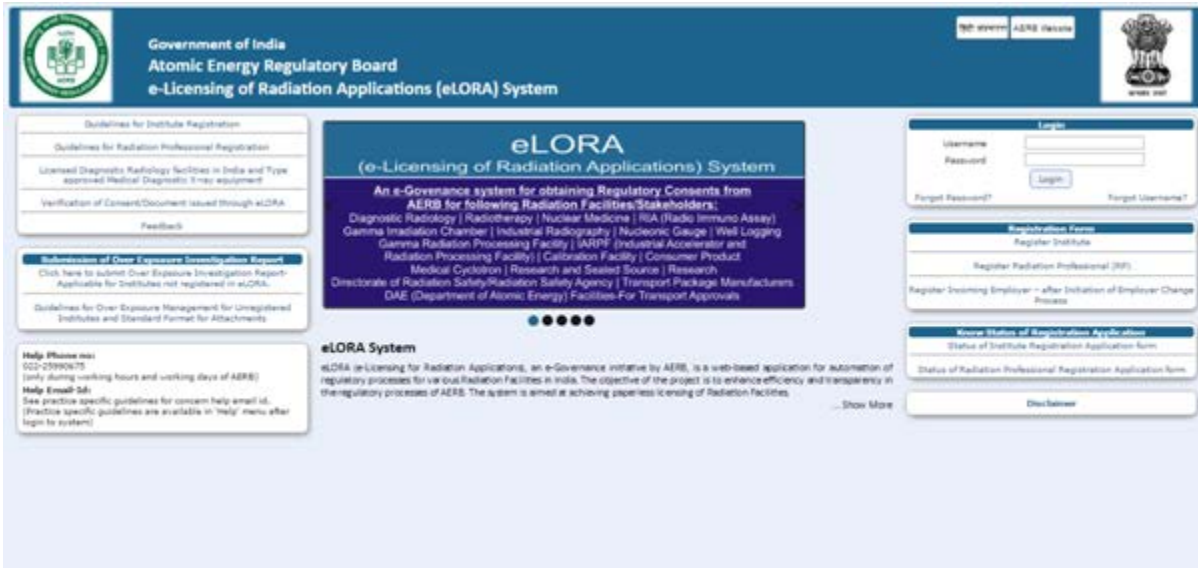 Government of India
Atomic Energy Regulatory Board
e-Licensing of Radiation Applications (eLORA) System
हिंदी संस्करण AERB Website
AERB
सत्यमेव जयते
Guidelines for Institute Registration
Guidelines for Radiation Professional Registration
Licensed Diagnostic Radiology facilities in India and Type
approved Medical Diagnostic X-ray equipment
Verification of Consent/Document issued through eLORA
Feedback
Submission of Over Exposure Investigation Report
Click here to submit Over Exposure Investigation Report-
Applicable for Institutes not registered in eLORA.
Guidelines for Over Exposure Management for Unregistered
Institutes and Standard Format for Attachments
Help Phone no:
022-25990675
(only during working hours and working days of AERB)
Help Email-Id:
See practice specific guidelines for concern help email id.
(Practice specific guidelines are available in 'Help' menu after
login to system)
eLORA
(e-Licensing of Radiation Applications) System
An e-Governance system for obtaining Regulatory Consents from
AERB for following Radiation Facilities/Stakeholders:
Diagnostic Radiology | Radiotherapy | Nuclear Medicine | RIA (Radio Immuno Assay)
Gamma Irradiation Chamber | Industrial Radiography | Nucleonic Gauge | Well Logging
Gamma Radiation Processing Facility | IARPF (Industrial Accelerator and
Radiation Processing Facility) | Calibration Facility | Consumer Product
Medical Cyclotron | Research and Sealed Source | Research
Directorate of Radiation Safety/Radiation Safety Agency | Transport Package Manufacturers
DAE (Department of Atomic Energy) Facilities-For Transport Approvals
eLORA System
eLORA (e-Licensing for Radiation Applications, an e-Governance initiative by AERB, is a web-based application for automation of
regulatory processes for various Radiation Facilities in India. The objective of the project is to enhance efficiency and transparency in
the regulatory processes of AERB. The system is aimed at achieving paperless licensing of Radiation Facilities.
...Show More
Login
Username
Password
Login
Forgot Password? Forgot Username?
Registration Form
Register Institute
Register Radiation Professional (RP)
Register Incoming Employer - after Initiation of Employer Change
Process
Know Status of Registration Application
Status of Institute Registration Application form
Status of Radiation Professional Registration Application form
Disclaimer